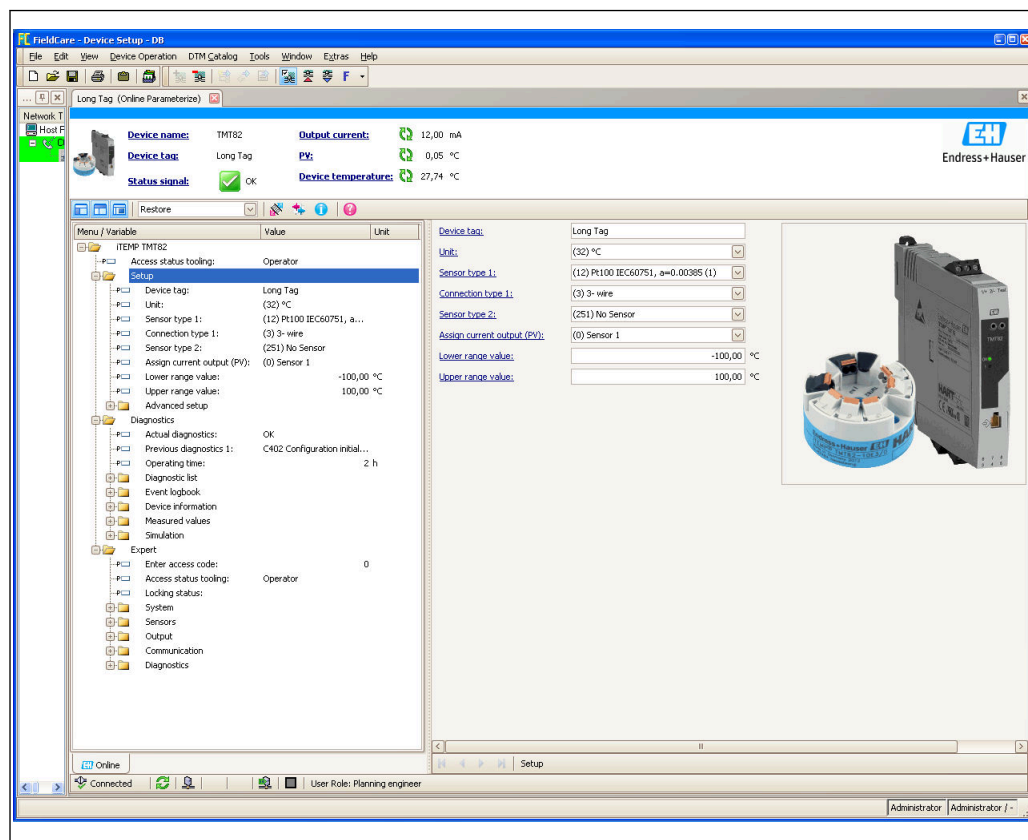 FieldCare - Device Setup - DB
File Edit View Device Operation DTM Catalog Tools Window Extras Help
F
... Long Tag (Online Parameterize)
Network T
Host F
Device name: TMT82 Output current: 12,00 mA
Device tag: Long Tag PV: 0,05 °C
Status signal: OK Device temperature: 27,74 °C
EH
Endress+Hauser
Restore
Menu / Variable Value Unit
iTEMP TMT82
Access status tooling: Operator
Setup
Device tag: Long Tag
Unit: (32) °C
Sensor type 1: (12) Pt100 IEC60751, a...
Connection type 1: (3) 3- wire
Sensor type 2: (251) No Sensor
Assign current output (PV): (0) Sensor 1
Lower range value: -100,00 °C
Upper range value: 100,00 °C
Advanced setup
Diagnostics
Actual diagnostics: OK
Previous diagnostics 1: C402 Configuration initial...
Operating time: 2 h
Diagnostic list
Event logbook
Device information
Measured values
Simulation
Expert
Enter access code: 0
Access status tooling: Operator
Locking status:
System
Sensors
Output
Communication
Diagnostics
Device tag: Long Tag
Unit: (32) °C
Sensor type 1: (12) Pt100 IEC60751, a=0.00385 (1)
Connection type 1: (3) 3- wire
Sensor type 2: (251) No Sensor
Assign current output (PV): (0) Sensor 1
Lower range value: -100,00 °C
Upper range value: 100,00 °C
TMT82
HART
Endress+Hauser EH HART
Online
Setup
Connected User Role: Planning engineer
Administrator Administrator / -